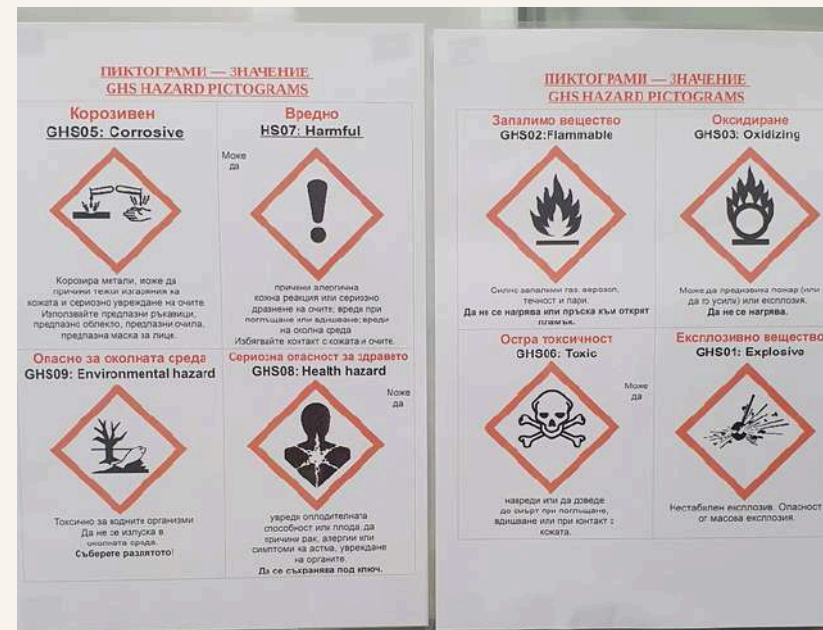 ПИКТОГРАМИ — ЗНАЧЕНИЕ
GHS HAZARD PICTOGRAMS
Корозивен
GHS05: Corrosive
Корозира метали, може да
причини тежки изгаряния на
кожата и сериозно увреждане на очите.
Използвайте предпазни ръкавици,
предпазно облекло, предпазни очила,
предпазна маска за лице.
Вредно
HS07: Harmful
Може
да
причини алергична
кожна реакция или сериозно
дразнене на очите; вреди при
поглъщане или вдишване; вреди
на околна среда
Избягвайте контакт с кожата и очите.
Опасно за околната среда
GHS09: Environmental hazard
Токсично за водните организми
Да не се изпуска в
околната среда.
Съберете разлятото!
Сериозна опасност за здравето
GHS08: Health hazard
Може
да
увреди оплодителната
способност или плода, да
причини рак, алергии или
симптоми на астма, увреждане
на органите.
Да се съхранява под ключ.
ПИКТОГРАМИ — ЗНАЧЕНИЕ
GHS HAZARD PICTOGRAMS
Запалимо вещество
GHS02:Flammable
Силно запалими газ, аерозол,
течност и пари.
Да не се нагрява или пръска към открит
пламък.
Оксидиране
GHS03: Oxidizing
Може да предизвика пожар (или
да го усили) или експлозия.
Да не се нагрява.
Остра токсичност
GHS06: Toxic
Може
да
навреди или да доведе
до смърт при поглъщане,
вдишване или при контакт с
кожата.
Експлозивно вещество
GHS01: Explosive
Нестабилен експлозив. Опасност
от масова експлозия.